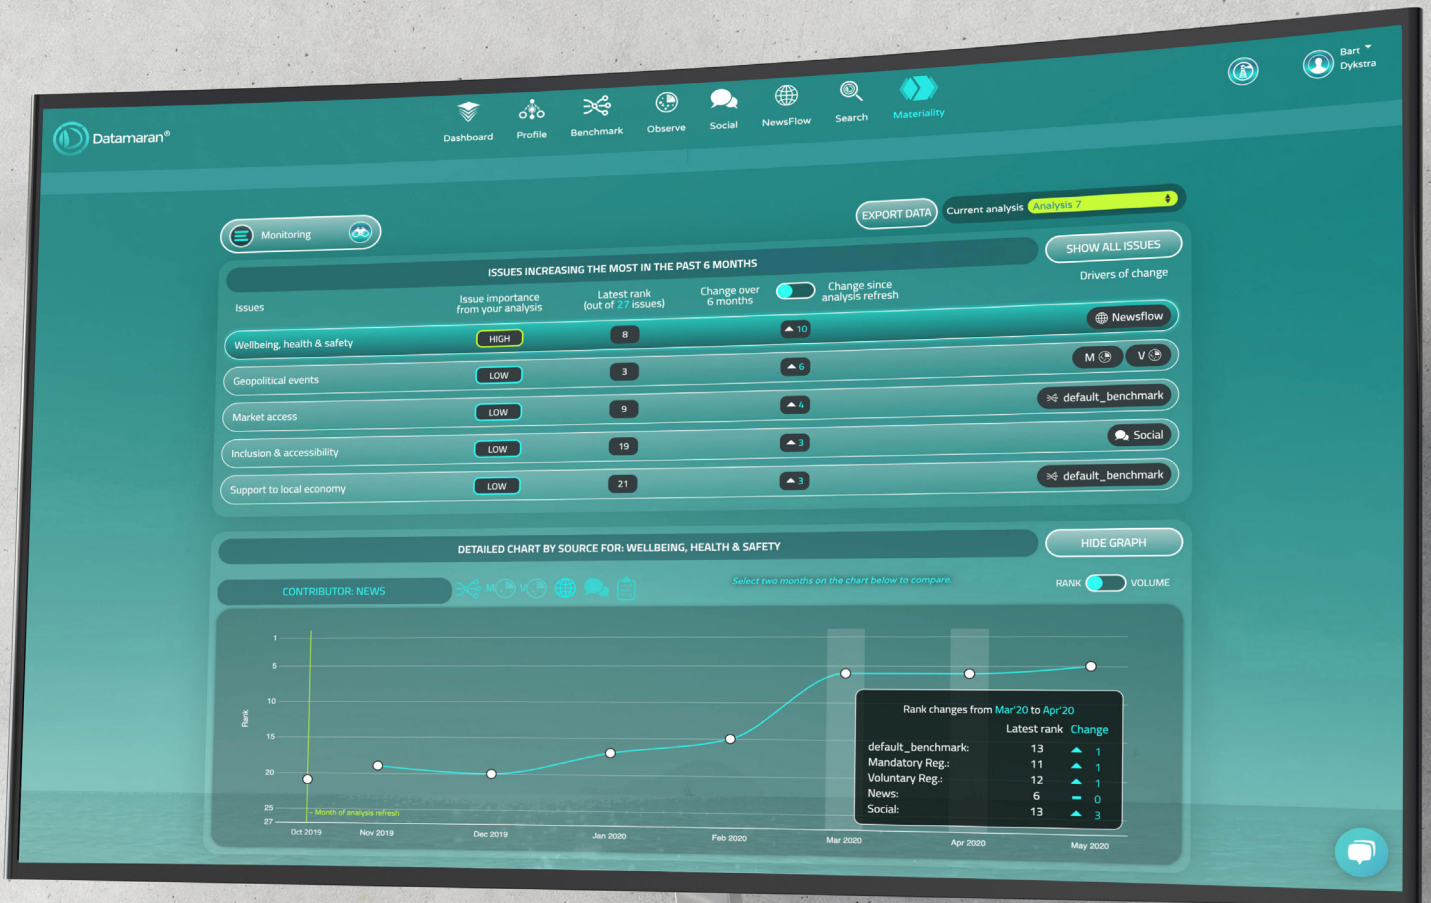 Datamaran®
Dashboard
Profile
Benchmark
Observe
Social
NewsFlow
Search
Materiality
Bart
Dykstra
Monitoring
EXPORT DATA
Current analysis Analysis 7
ISSUES INCREASING THE MOST IN THE PAST 6 MONTHS
SHOW ALL ISSUES
Issues
Issue importance
from your analysis
Latest rank
(out of 27 issues)
Change over
6 months
Change since
analysis refresh
Drivers of change
Wellbeing, health & safety HIGH 8 10 Newsflow
Geopolitical events LOW 3 6 M V
Market access LOW 9 4 default_benchmark
Inclusion & accessibility LOW 19 3 Social
Support to local economy LOW 21 3 default_benchmark
DETAILED CHART BY SOURCE FOR: WELLBEING, HEALTH & SAFETY
HIDE GRAPH
CONTRIBUTOR: NEWS
M V
Select two months on the chart below to compare.
RANK VOLUME
Rank
1
5
10
15
20
25
27
Month of analysis refresh
Oct 2019
Nov 2019
Dec 2019
Jan 2020
Feb 2020
Mar 2020
Apr 2020
May 2020
Rank changes from Mar'20 to Apr'20
Latest rank Change
default_benchmark: 13 1
Mandatory Reg.: 11 1
Voluntary Reg.: 12 1
News: 6 0
Social: 13 3